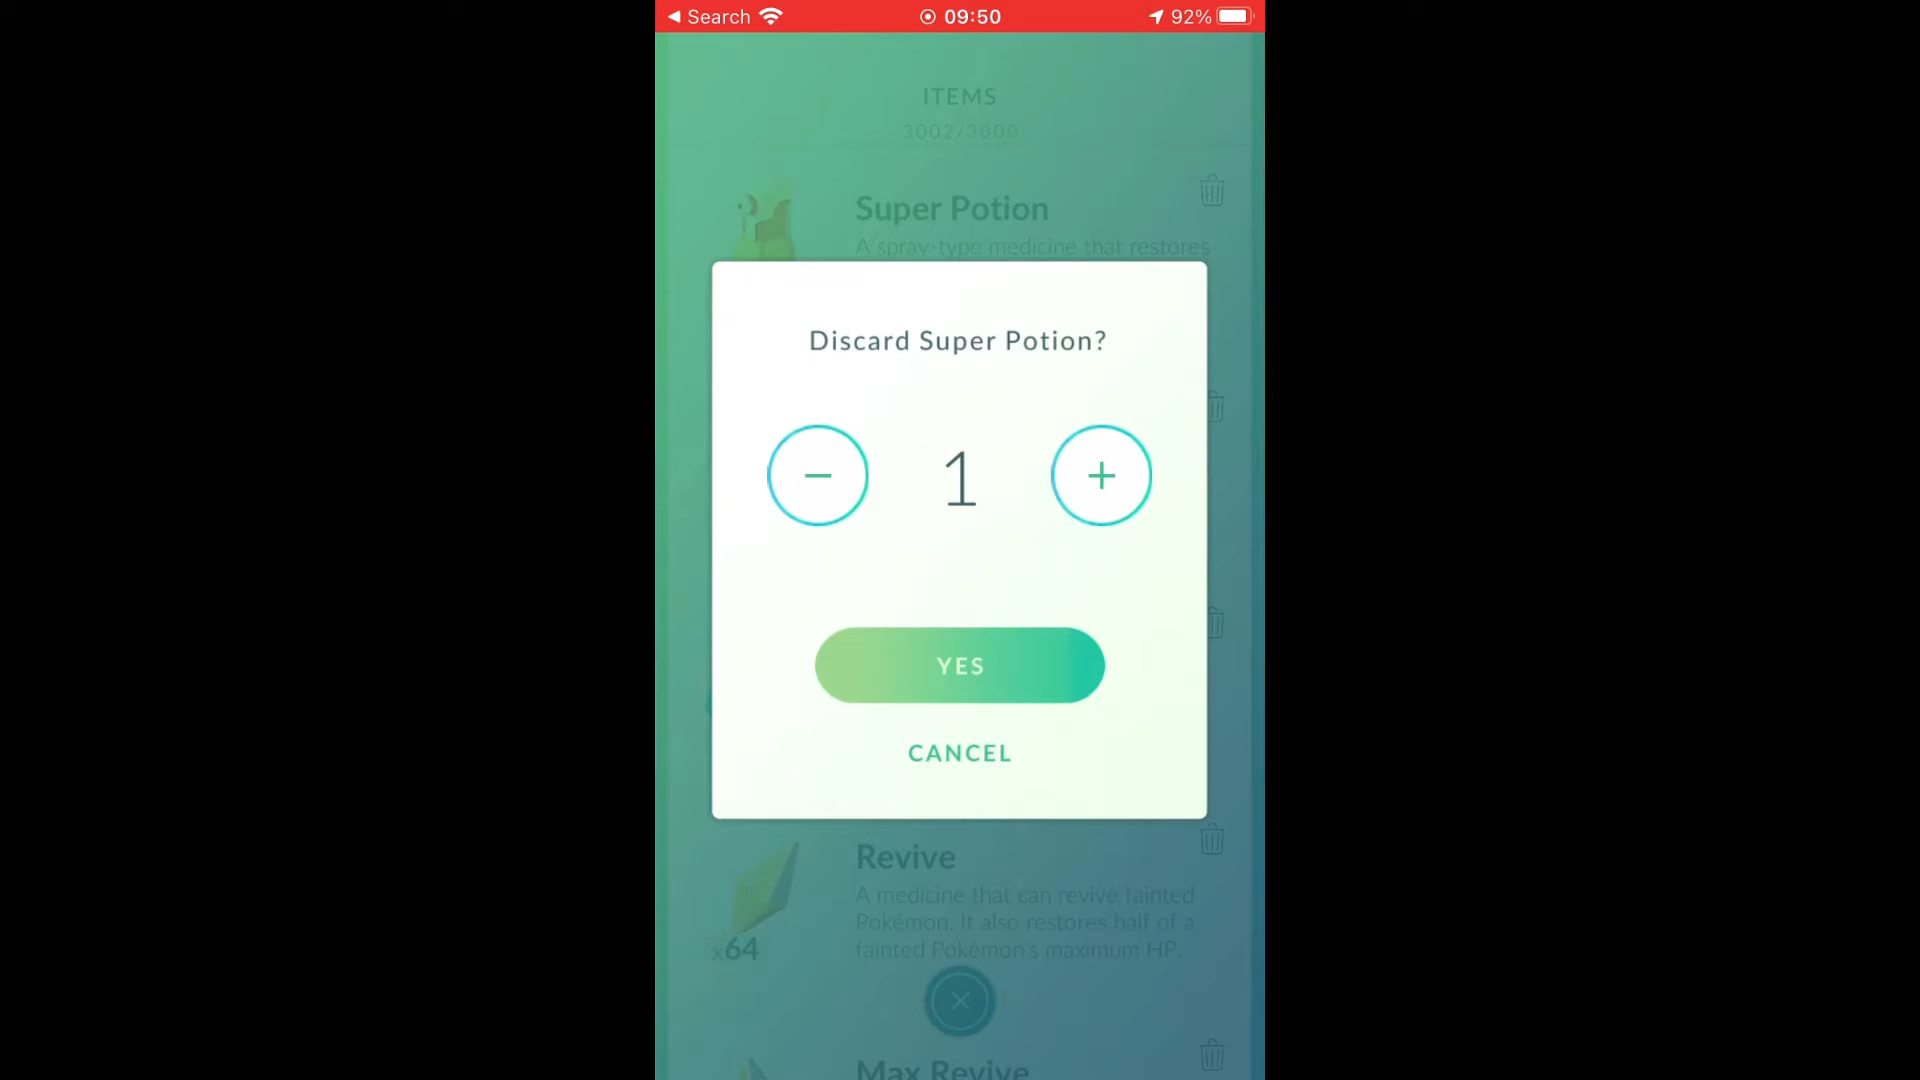 Search 09:50 92%
ITEMS
3002/3000
Super Potion
A spray-type medicine that restores
Discard Super Potion?
1
YES
CANCEL
Revive
A medicine that can revive fainted
Pokémon. It also restores half of a
fainted Pokémon's maximum HP.
x64
Max Revive